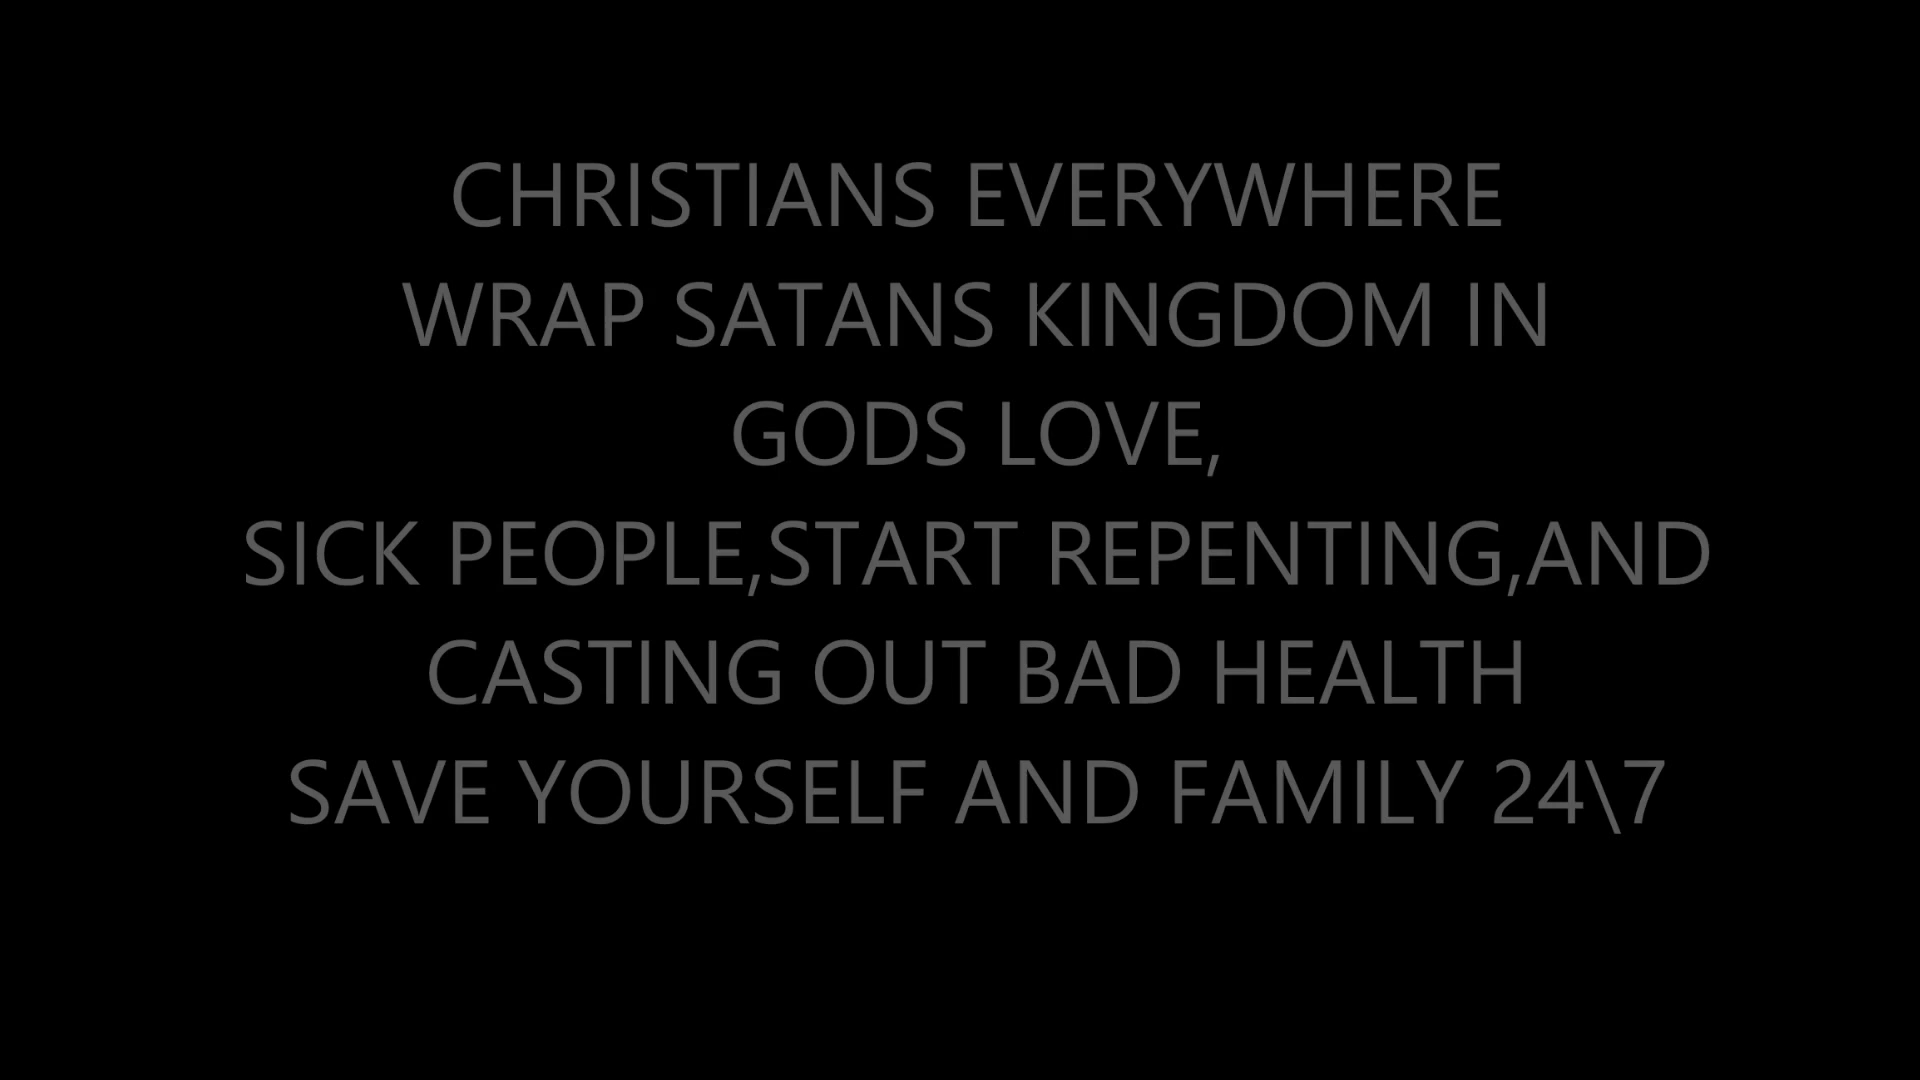 CHRISTIANS EVERYWHERE
WRAP SATANS KINGDOM IN
GODS LOVE,
SICK PEOPLE,START REPENTING,AND
CASTING OUT BAD HEALTH
SAVE YOURSELF AND FAMILY 24\7